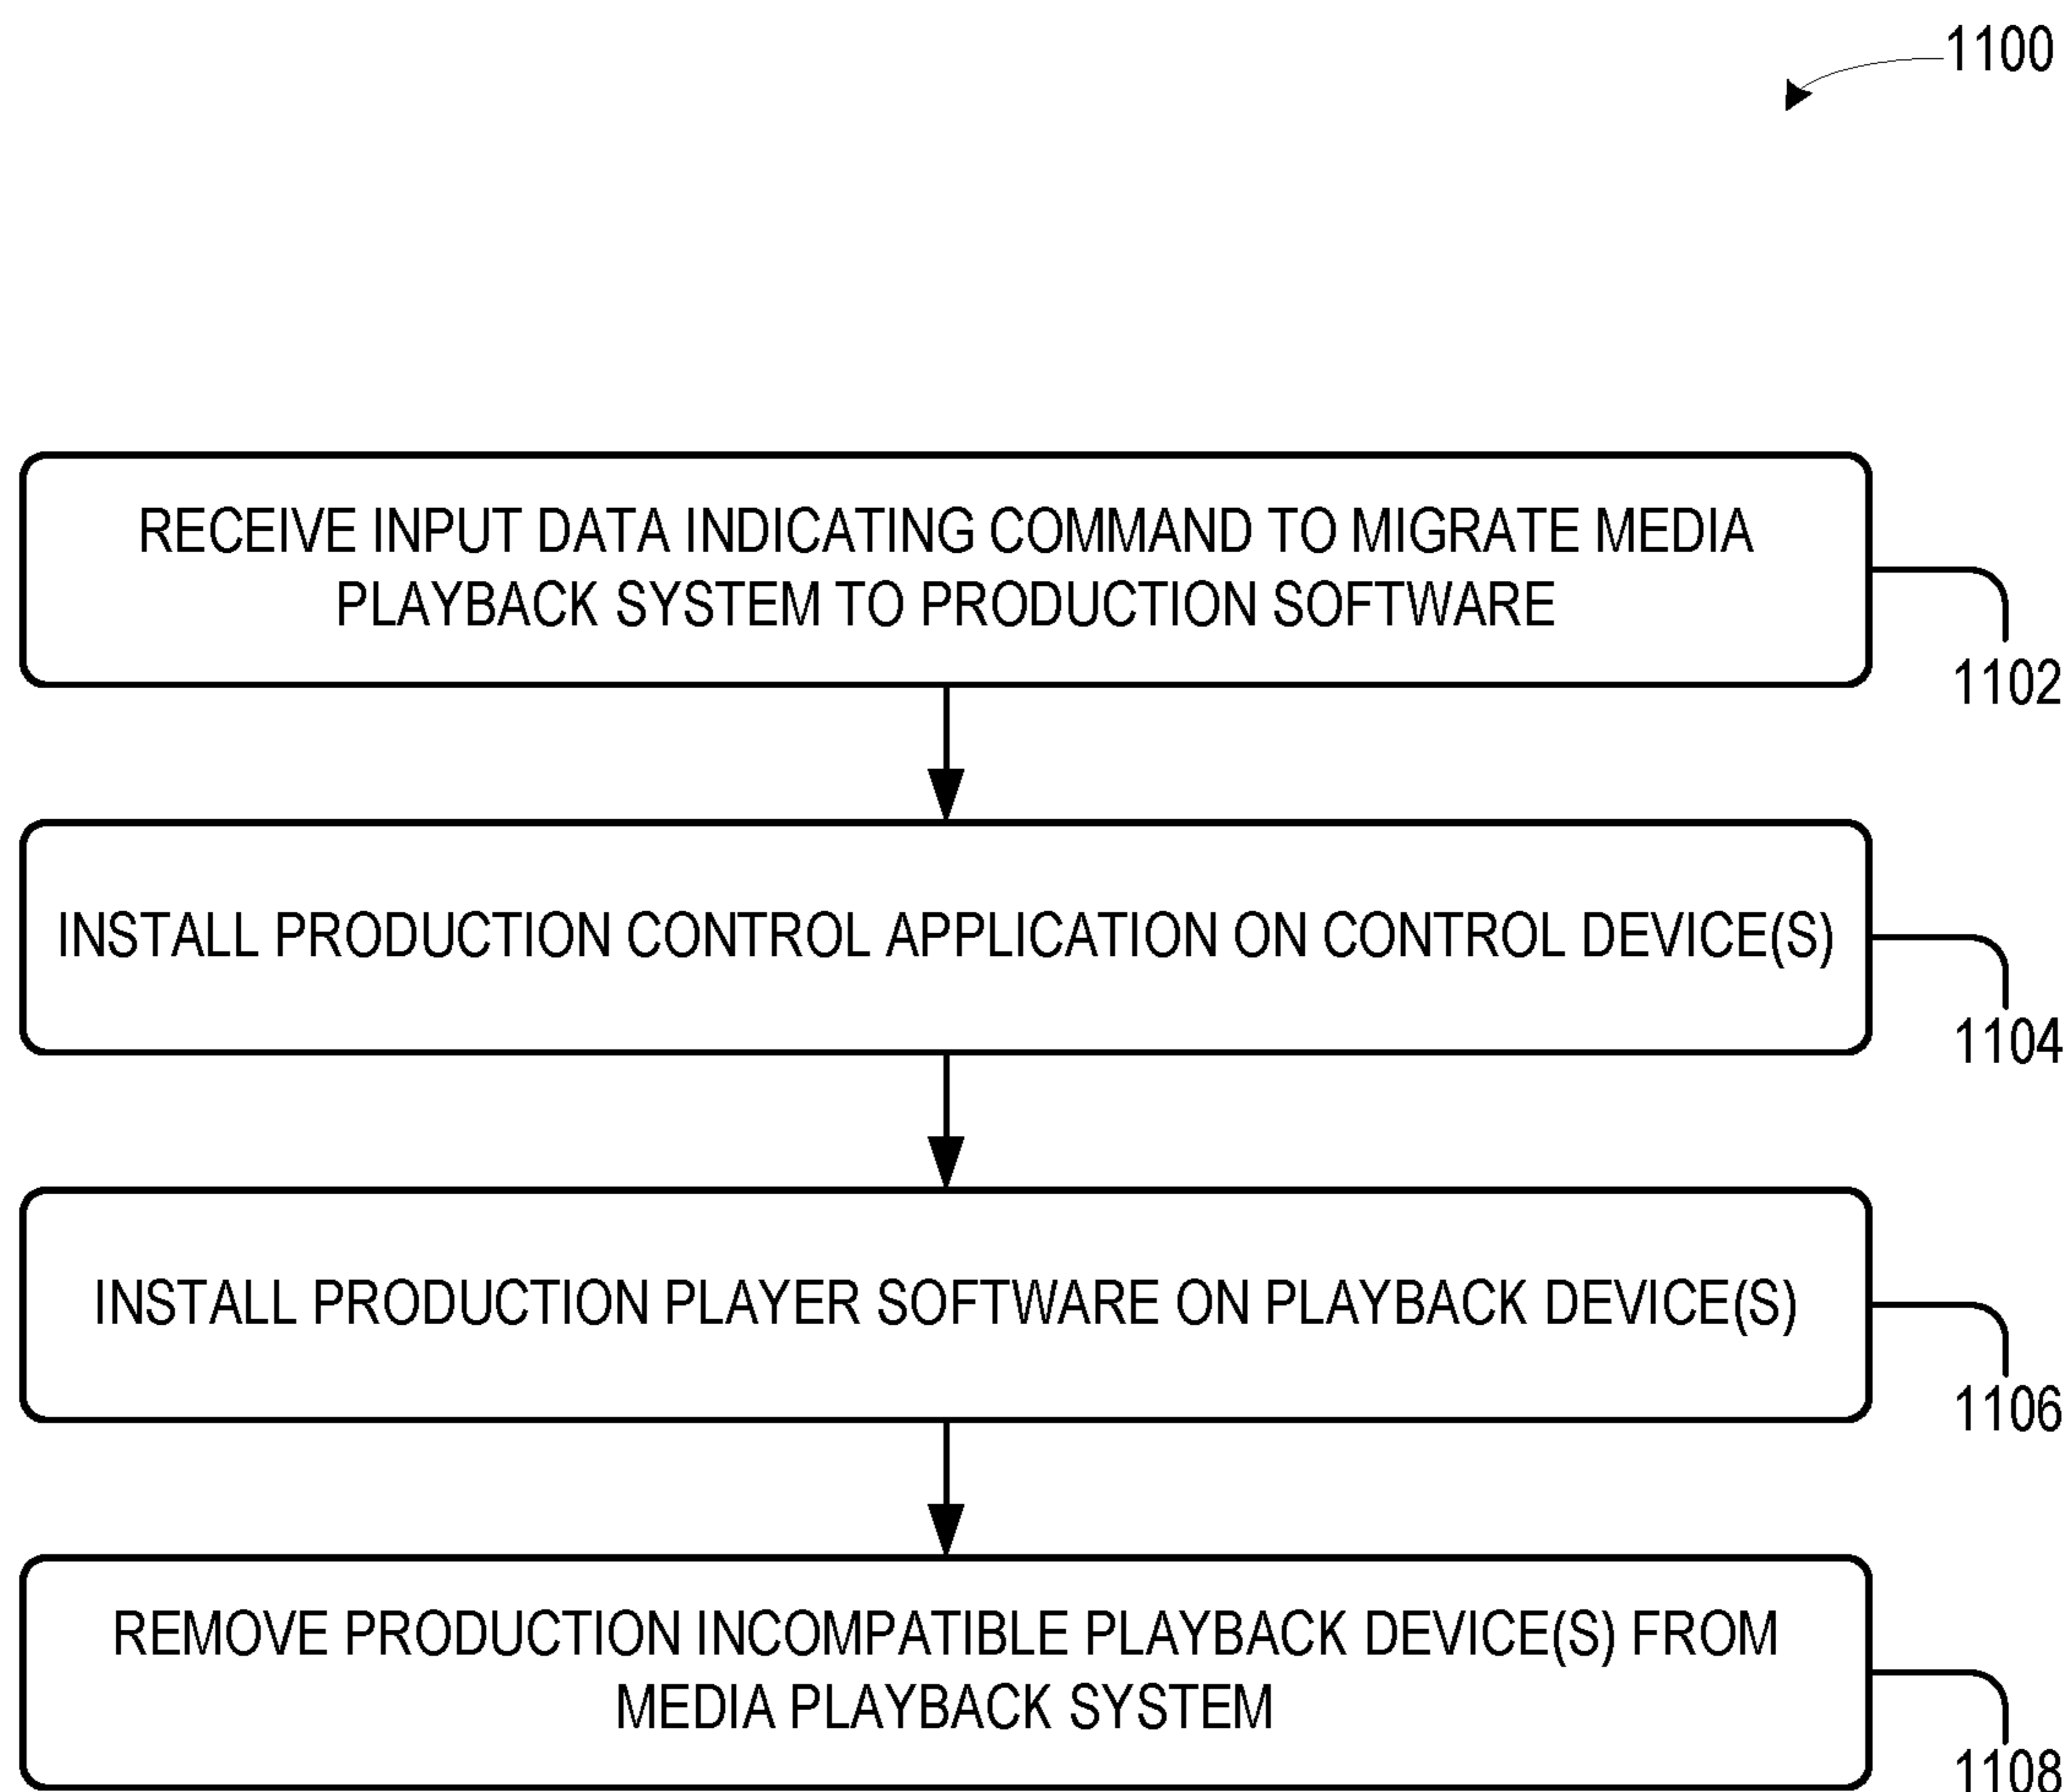 1100
RECEIVE INPUT DATA INDICATING COMMAND TO MIGRATE MEDIA
PLAYBACK SYSTEM TO PRODUCTION SOFTWARE
1102
INSTALL PRODUCTION CONTROL APPLICATION ON CONTROL DEVICE(S)
1104
INSTALL PRODUCTION PLAYER SOFTWARE ON PLAYBACK DEVICE(S)
1106
REMOVE PRODUCTION INCOMPATIBLE PLAYBACK DEVICE(S) FROM
MEDIA PLAYBACK SYSTEM
1108